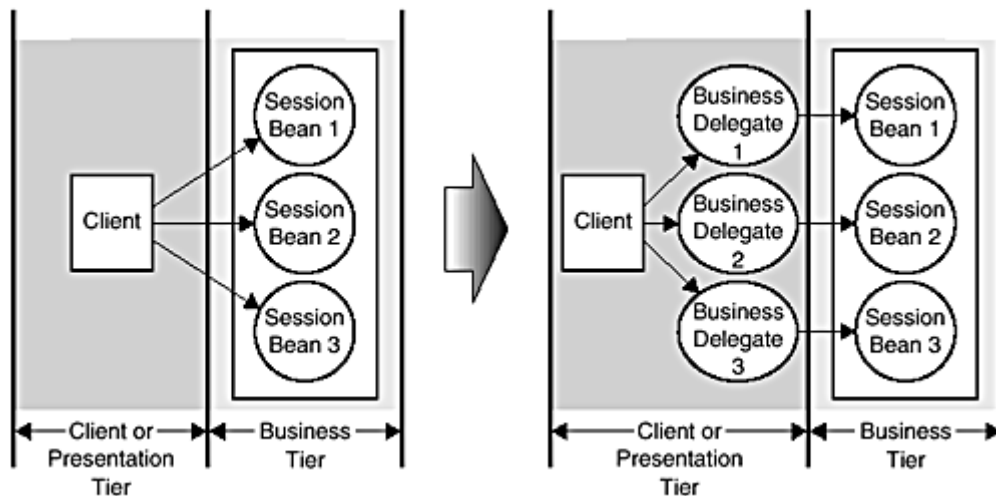 Session
Bean 1
Client
Session
Bean 2
Session
Bean 3
Client or
Presentation
Tier
Business
Tier
Business
Delegate
1
Session
Bean 1
Client
Business
Delegate
2
Session
Bean 2
Business
Delegate
3
Session
Bean 3
Client or
Presentation
Tier
Business
Tier